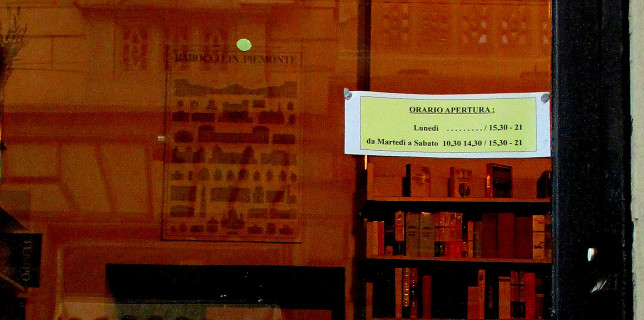 BAROCCO IN PIEMONTE
ORARIO APERTURA :
Lunedì . . . . . . . . . / 15,30 - 21
da Martedì a Sabato 10,30 14,30 / 15,30 - 21